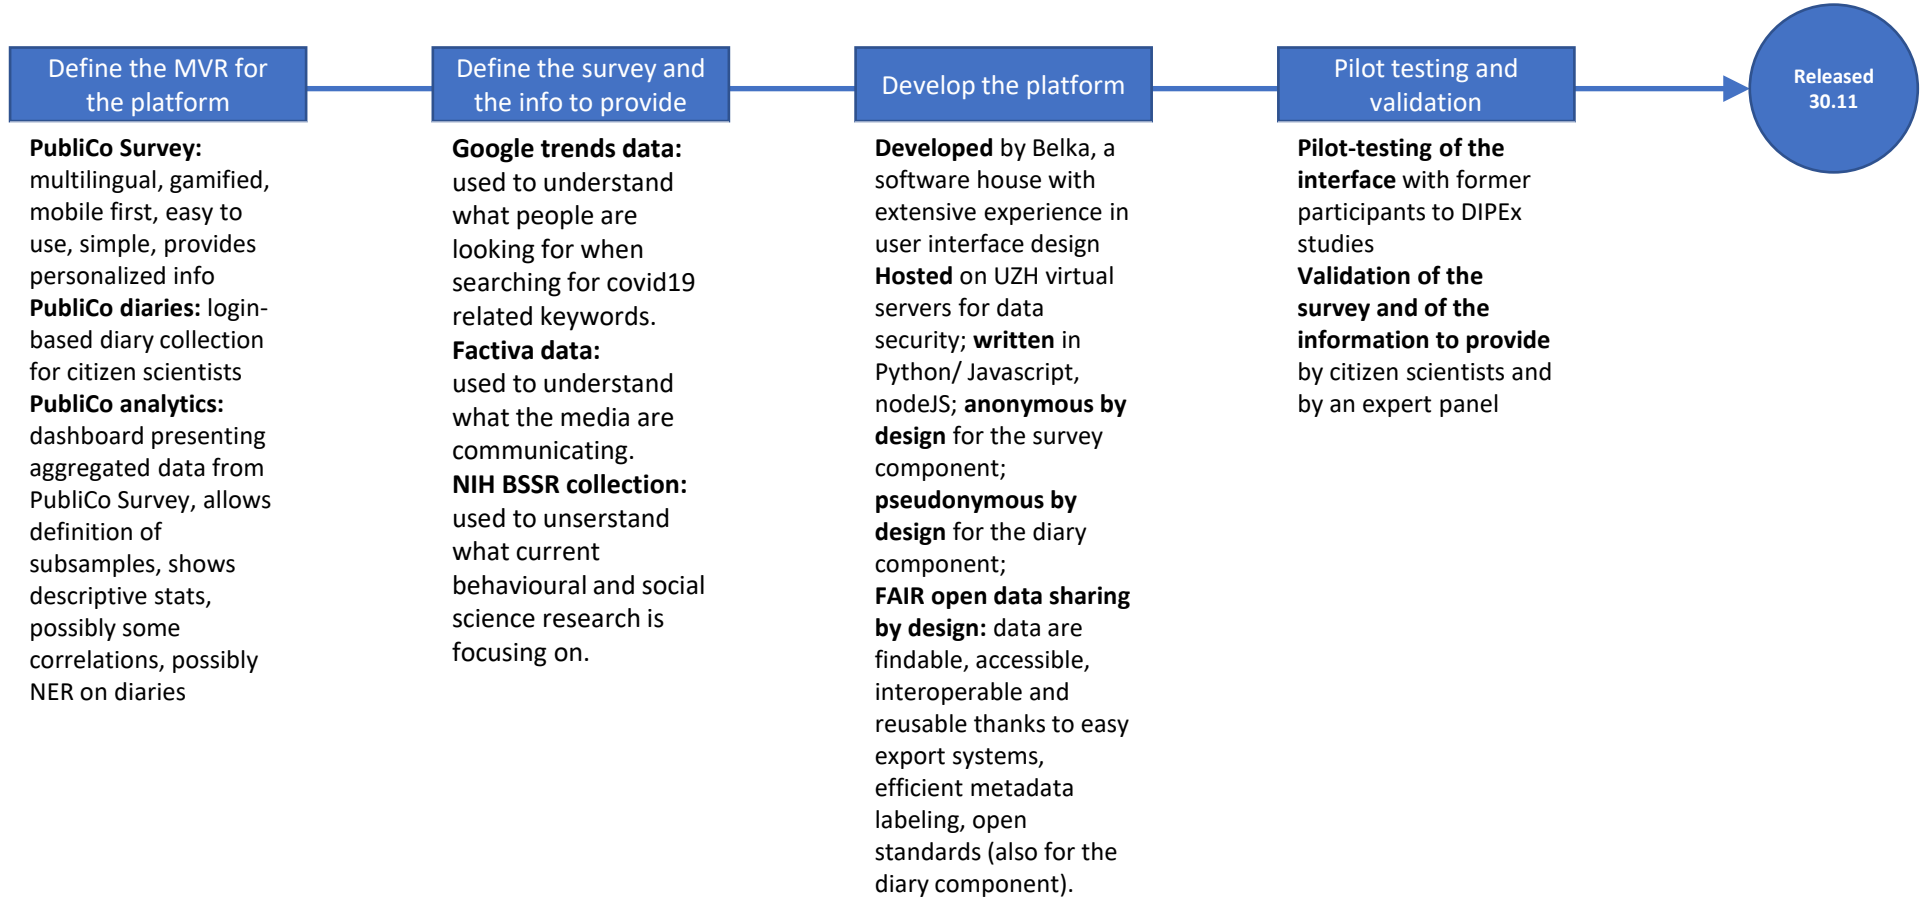 Define the MVR for
the platform
PubliCo Survey:
multilingual, gamified,
mobile first, easy to
use, simple, provides
personalized info
PubliCo diaries: login-
based diary collection
for citizen scientists
PubliCo analytics:
dashboard presenting
aggregated data from
PubliCo Survey, allows
definition of
subsamples, shows
descriptive stats,
possibly some
correlations, possibly
NER on diaries
Define the survey and
the info to provide
Google trends data:
used to understand
what people are
looking for when
searching for covid19
related keywords.
Factiva data:
used to understand
what the media are
communicating.
NIH BSSR collection:
used to unserstand
what current
behavioural and social
science research is
focusing on.
Develop the platform
Developed by Belka, a
software house with
extensive experience in
user interface design
Hosted on UZH virtual
servers for data
security; written in
Python/ Javascript,
nodeJS; anonymous by
design for the survey
component;
pseudonymous by
design for the diary
component;
FAIR open data sharing
by design: data are
findable, accessible,
interoperable and
reusable thanks to easy
export systems,
efficient metadata
labeling, open
standards (also for the
diary component).
Pilot testing and
validation
Pilot-testing of the
interface with former
participants to DIPEx
studies
Validation of the
survey and of the
information to provide
by citizen scientists and
by an expert panel
Released
30.11